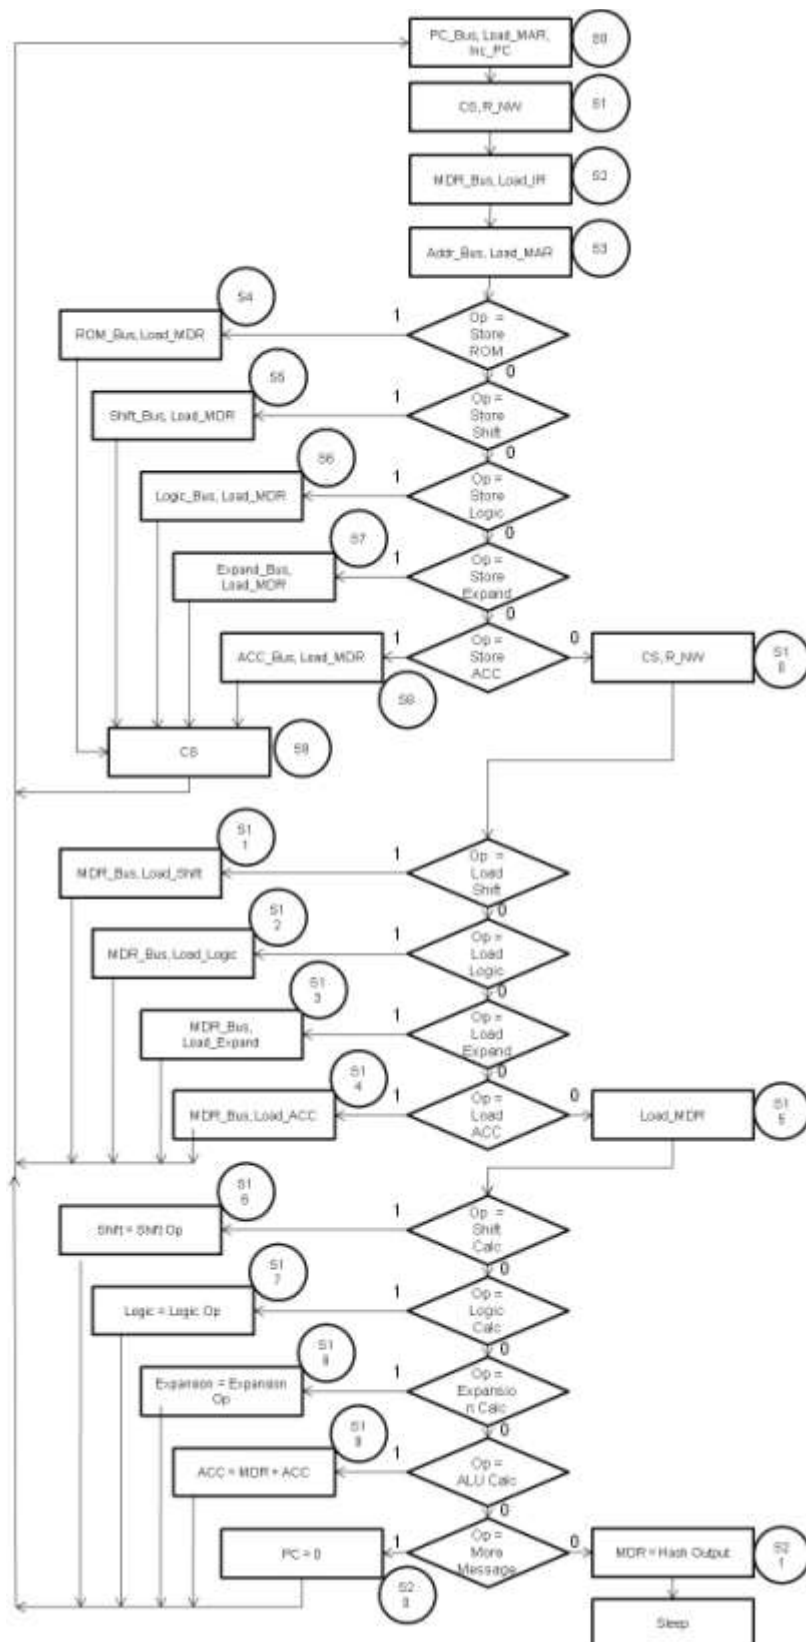 PC_Bus, Load_MAR,
Inc_PC
S0
CS, R_NW
S1
MDR_Bus, Load_IR
S2
Addr_Bus, Load_MAR
S3
S4
ROM_Bus, Load_MDR
1
Op =
Store
ROM
0
S5
Shift_Bus, Load_MDR
1
Op =
Store
Shift
0
S6
Logic_Bus, Load_MDR
1
Op =
Store
Logic
0
S7
Expand_Bus,
Load_MDR
1
Op =
Store
Expand
0
ACC_Bus, Load_MDR
1
Op =
Store
ACC
0
CS, R_NW
S1
S8
CS
S9
S1
1
MDR_Bus, Load_Shift
1
Op =
Load
Shift
0
S1
2
MDR_Bus, Load_Logic
1
Op =
Load
Logic
0
S1
3
MDR_Bus,
Load_Expand
1
Op =
Load
Expand
0
S1
4
MDR_Bus, Load_ACC
1
Op =
Load
ACC
0
Load_MDR
S1
5
S1
6
Shift = Shift Op
1
Op =
Shift
Calc
0
S1
7
Logic = Logic Op
1
Op =
Logic
Calc
0
S1
8
Expansion = Expansion
Op
1
Op =
Expansio
n Calc
0
S1
9
ACC = MDR + ACC
1
Op =
ALU Calc
0
PC = 0
1
Op =
More
Message
0
MDR = Hash Output
S2
1
S2
Sleep